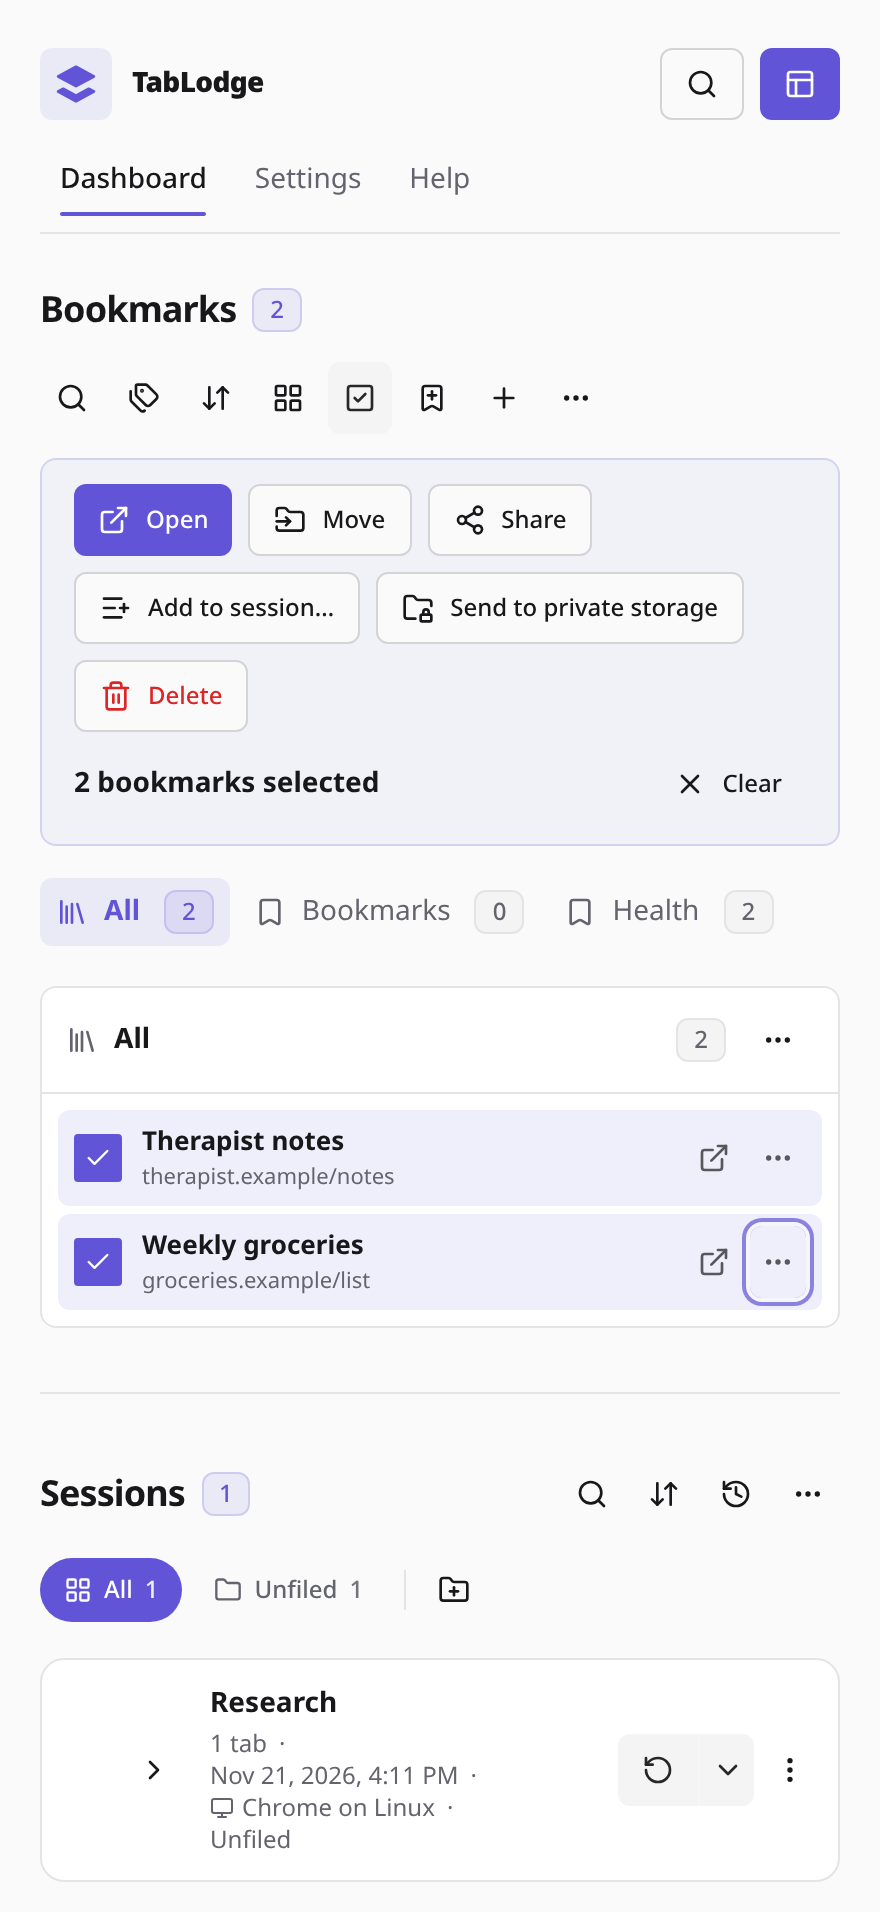 TabLodge
Dashboard Settings Help
Bookmarks 2
Open Move Share
Add to session... Send to private storage
Delete
2 bookmarks selected Clear
All 2 Bookmarks 0 Health 2
All 2
Therapist notes
therapist.example/notes
Weekly groceries
groceries.example/list
Sessions 1
All 1 Unfiled 1
Research
1 tab ·
Nov 21, 2026, 4:11 PM ·
Chrome on Linux ·
Unfiled